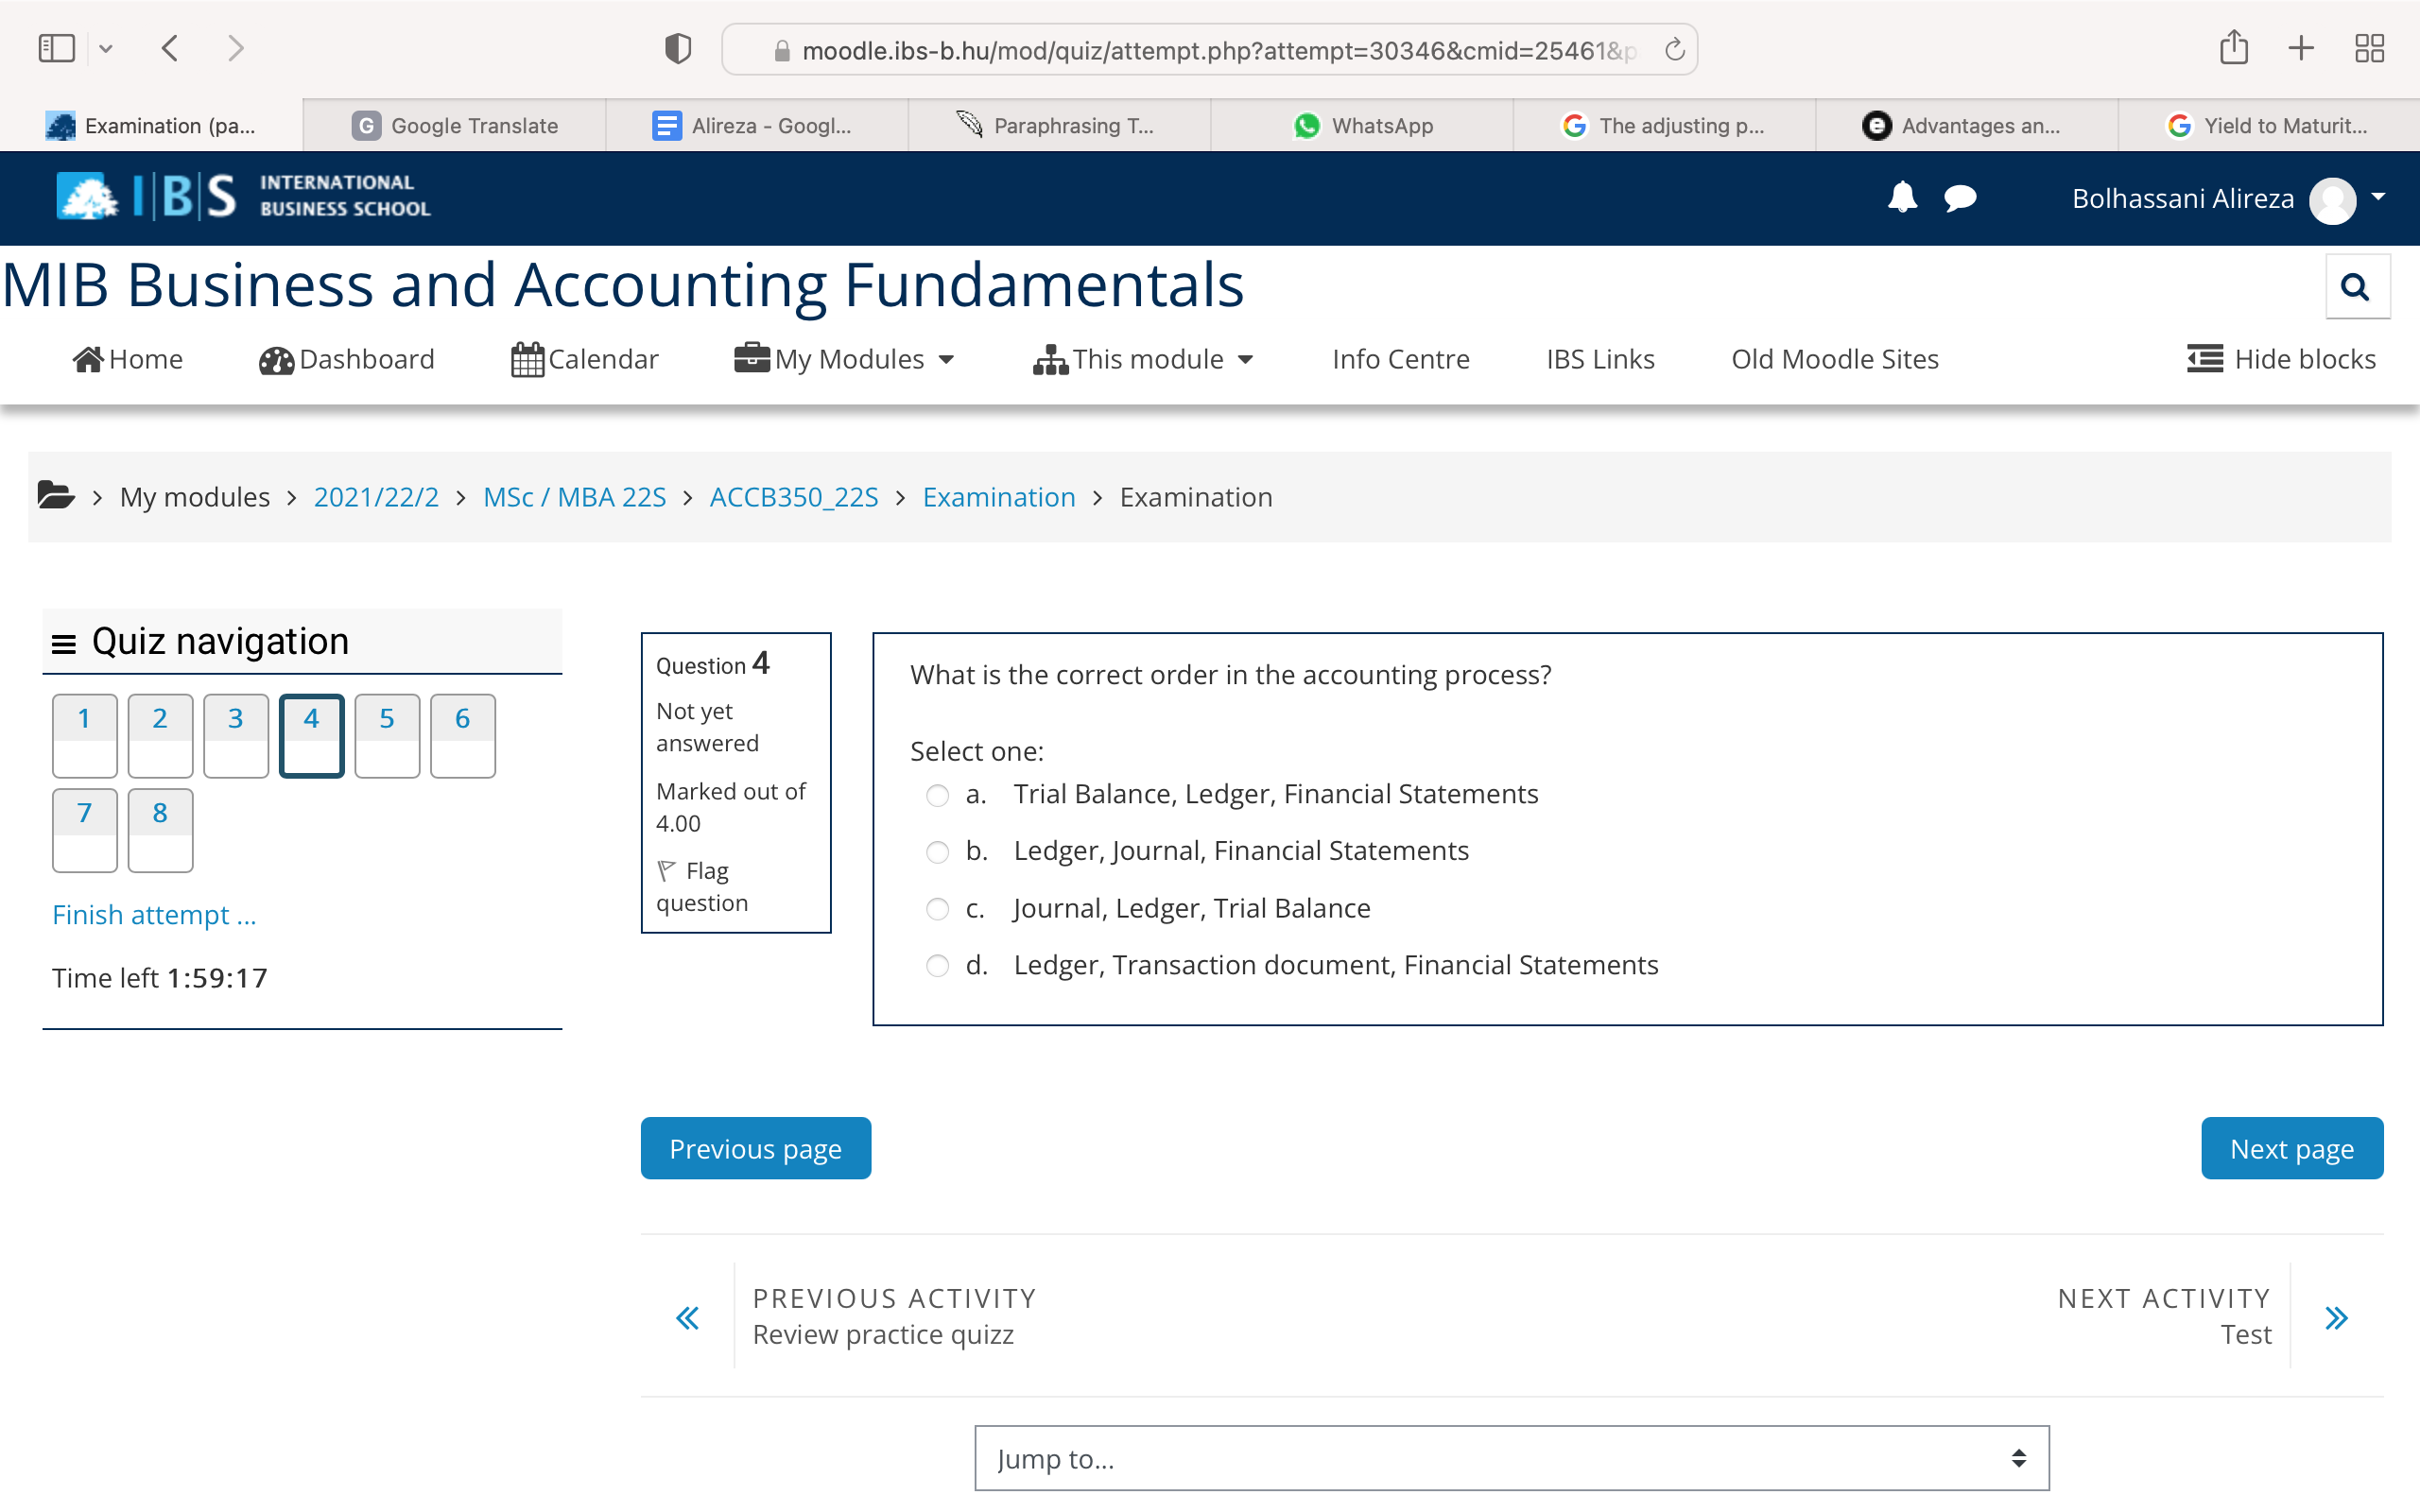 moodle.ibs-b.hu/mod/quiz/attempt.php?attempt=30346&cmid=25461&p
Examination (pa...
Google Translate
Alireza - Googl...
Paraphrasing T...
WhatsApp
The adjusting p...
Advantages an...
Yield to Maturit...
IBS INTERNATIONAL
BUSINESS SCHOOL
Bolhassani Alireza
MIB Business and Accounting Fundamentals
Home
Dashboard
Calendar
My Modules
This module
Info Centre
IBS Links
Old Moodle Sites
Hide blocks
> My modules > 2021/22/2 > MSc / MBA 22S > ACCB350_22S > Examination > Examination
Quiz navigation
1 2 3 4 5 6
7 8
Finish attempt ...
Time left 1:59:17
Question 4
Not yet
answered
Marked out of
4.00
Flag
question
What is the correct order in the accounting process?
Select one:
a. Trial Balance, Ledger, Financial Statements
b. Ledger, Journal, Financial Statements
c. Journal, Ledger, Trial Balance
d. Ledger, Transaction document, Financial Statements
Previous page
Next page
PREVIOUS ACTIVITY
Review practice quizz
NEXT ACTIVITY
Test
Jump to...